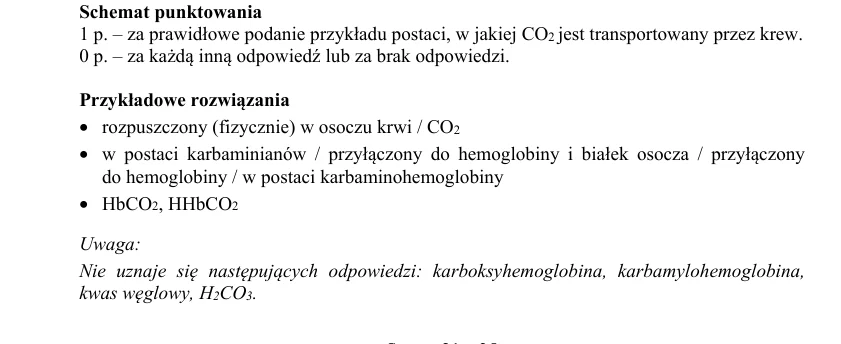 Schemat punktowania
1 p. – za prawidłowe podanie przykładu postaci, w jakiej CO2 jest transportowany przez krew.
0 p. – za każdą inną odpowiedź lub za brak odpowiedzi.
Przykładowe rozwiązania
• rozpuszczony (fizycznie) w osoczu krwi / CO2
• w postaci karbaminianów / przyłączony do hemoglobiny i białek osocza / przyłączony
do hemoglobiny / w postaci karbaminohemoglobiny
• HbCO2, HHbCO2
Uwaga:
Nie uznaje się następujących odpowiedzi: karboksyhemoglobina, karbamylohemoglobina,
kwas węglowy, H2CO3.